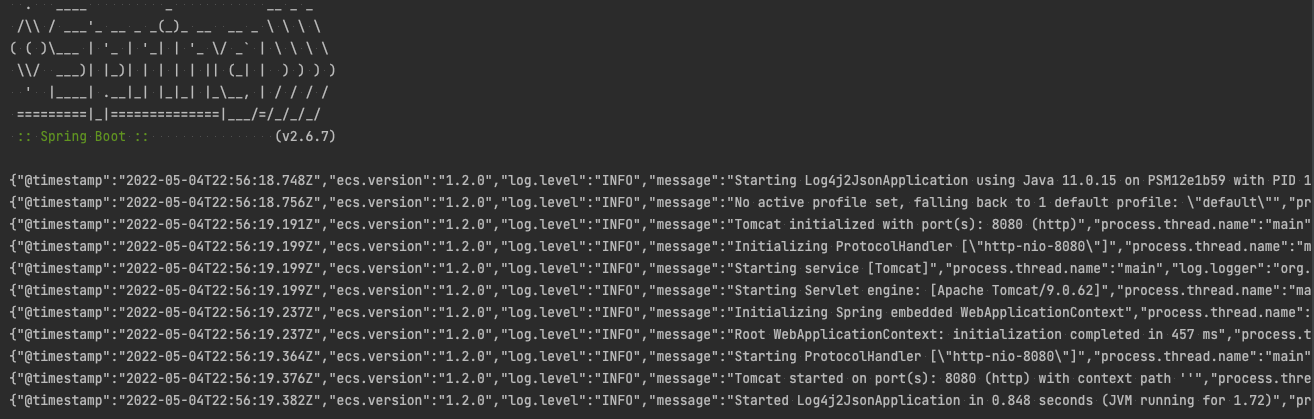 .   ____          _            __ _ _
 /\\ / ___'_ __ _ _(_)_ __  __ _ \ \ \ \
( ( )\___ | '_ | '_| | '_ \/ _` | \ \ \ \
 \\/  ___)| |_)| | | | | || (_| |  ) ) ) )
  '  |____| .__|_| |_|_| |_\__, | / / / /
 =========|_|==============|___/=/_/_/_/
 :: Spring Boot ::                (v2.6.7)
{"@timestamp":"2022-05-04T22:56:18.748Z","ecs.version":"1.2.0","log.level":"INFO","message":"Starting Log4j2JsonApplication using Java 11.0.15 on PSM12e1b59 with PID 1
{"@timestamp":"2022-05-04T22:56:18.756Z","ecs.version":"1.2.0","log.level":"INFO","message":"No active profile set, falling back to 1 default profile: \"default\"","pr
{"@timestamp":"2022-05-04T22:56:19.191Z","ecs.version":"1.2.0","log.level":"INFO","message":"Tomcat initialized with port(s): 8080 (http)","process.thread.name":"main"
{"@timestamp":"2022-05-04T22:56:19.199Z","ecs.version":"1.2.0","log.level":"INFO","message":"Initializing ProtocolHandler [\"http-nio-8080\"]","process.thread.name":"m
{"@timestamp":"2022-05-04T22:56:19.199Z","ecs.version":"1.2.0","log.level":"INFO","message":"Starting service [Tomcat]","process.thread.name":"main","log.logger":"org.
{"@timestamp":"2022-05-04T22:56:19.199Z","ecs.version":"1.2.0","log.level":"INFO","message":"Starting Servlet engine: [Apache Tomcat/9.0.62]","process.thread.name":"ma
{"@timestamp":"2022-05-04T22:56:19.237Z","ecs.version":"1.2.0","log.level":"INFO","message":"Initializing Spring embedded WebApplicationContext","process.thread.name":
{"@timestamp":"2022-05-04T22:56:19.237Z","ecs.version":"1.2.0","log.level":"INFO","message":"Root WebApplicationContext: initialization completed in 457 ms","process.t
{"@timestamp":"2022-05-04T22:56:19.364Z","ecs.version":"1.2.0","log.level":"INFO","message":"Starting ProtocolHandler [\"http-nio-8080\"]","process.thread.name":"main"
{"@timestamp":"2022-05-04T22:56:19.376Z","ecs.version":"1.2.0","log.level":"INFO","message":"Tomcat started on port(s): 8080 (http) with context path ''","process.thre
{"@timestamp":"2022-05-04T22:56:19.382Z","ecs.version":"1.2.0","log.level":"INFO","message":"Started Log4j2JsonApplication in 0.848 seconds (JVM running for 1.72)","pr